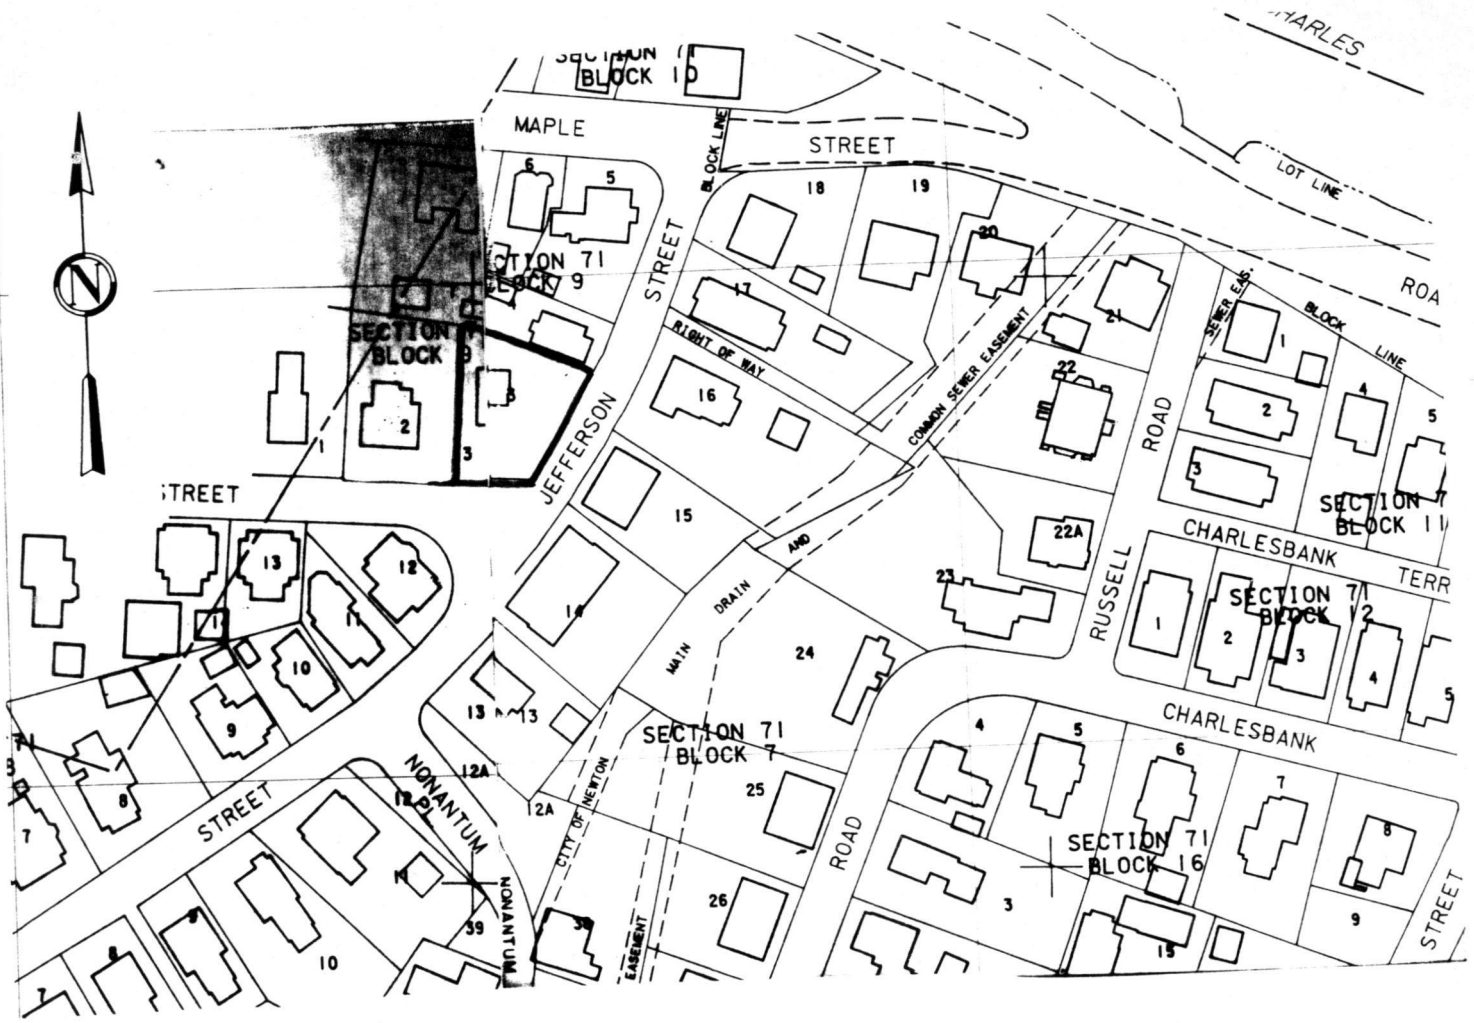 CHARLES
SECTION 71
BLOCK 10
MAPLE
STREET
BLOCK LINE
LOT LINE
6
5
18
19
20
STREET
SECTION 71
BLOCK 9
17
21
SEWER EAS.
ROA
BLOCK
LINE
1
N
SECTION
BLOCK 9
RIGHT OF WAY
COMMON SEWER EASEMENT
22
2
4
5
16
1
2
3
JEFFERSON
ROAD
3
STREET
15
AND
22A
SECTION 7
BLOCK 11
CHARLESBANK
TERR
13
12
11
14
DRAIN
MAIN
23
RUSSELL
SECTION 71
BLOCK 12
1
2
3
4
5
10
9
24
13
13
SECTION 71
BLOCK 7
CHARLESBANK
4
5
6
7
8
71
8
7
STREET
NONANTUM
PL
12
12A
12A
CITY OF NEWTON
25
ROAD
SECTION 71
BLOCK 16
3
9
STREET
11
39
NONANTUM
38
EASEMENT
26
15
10
9
8
7